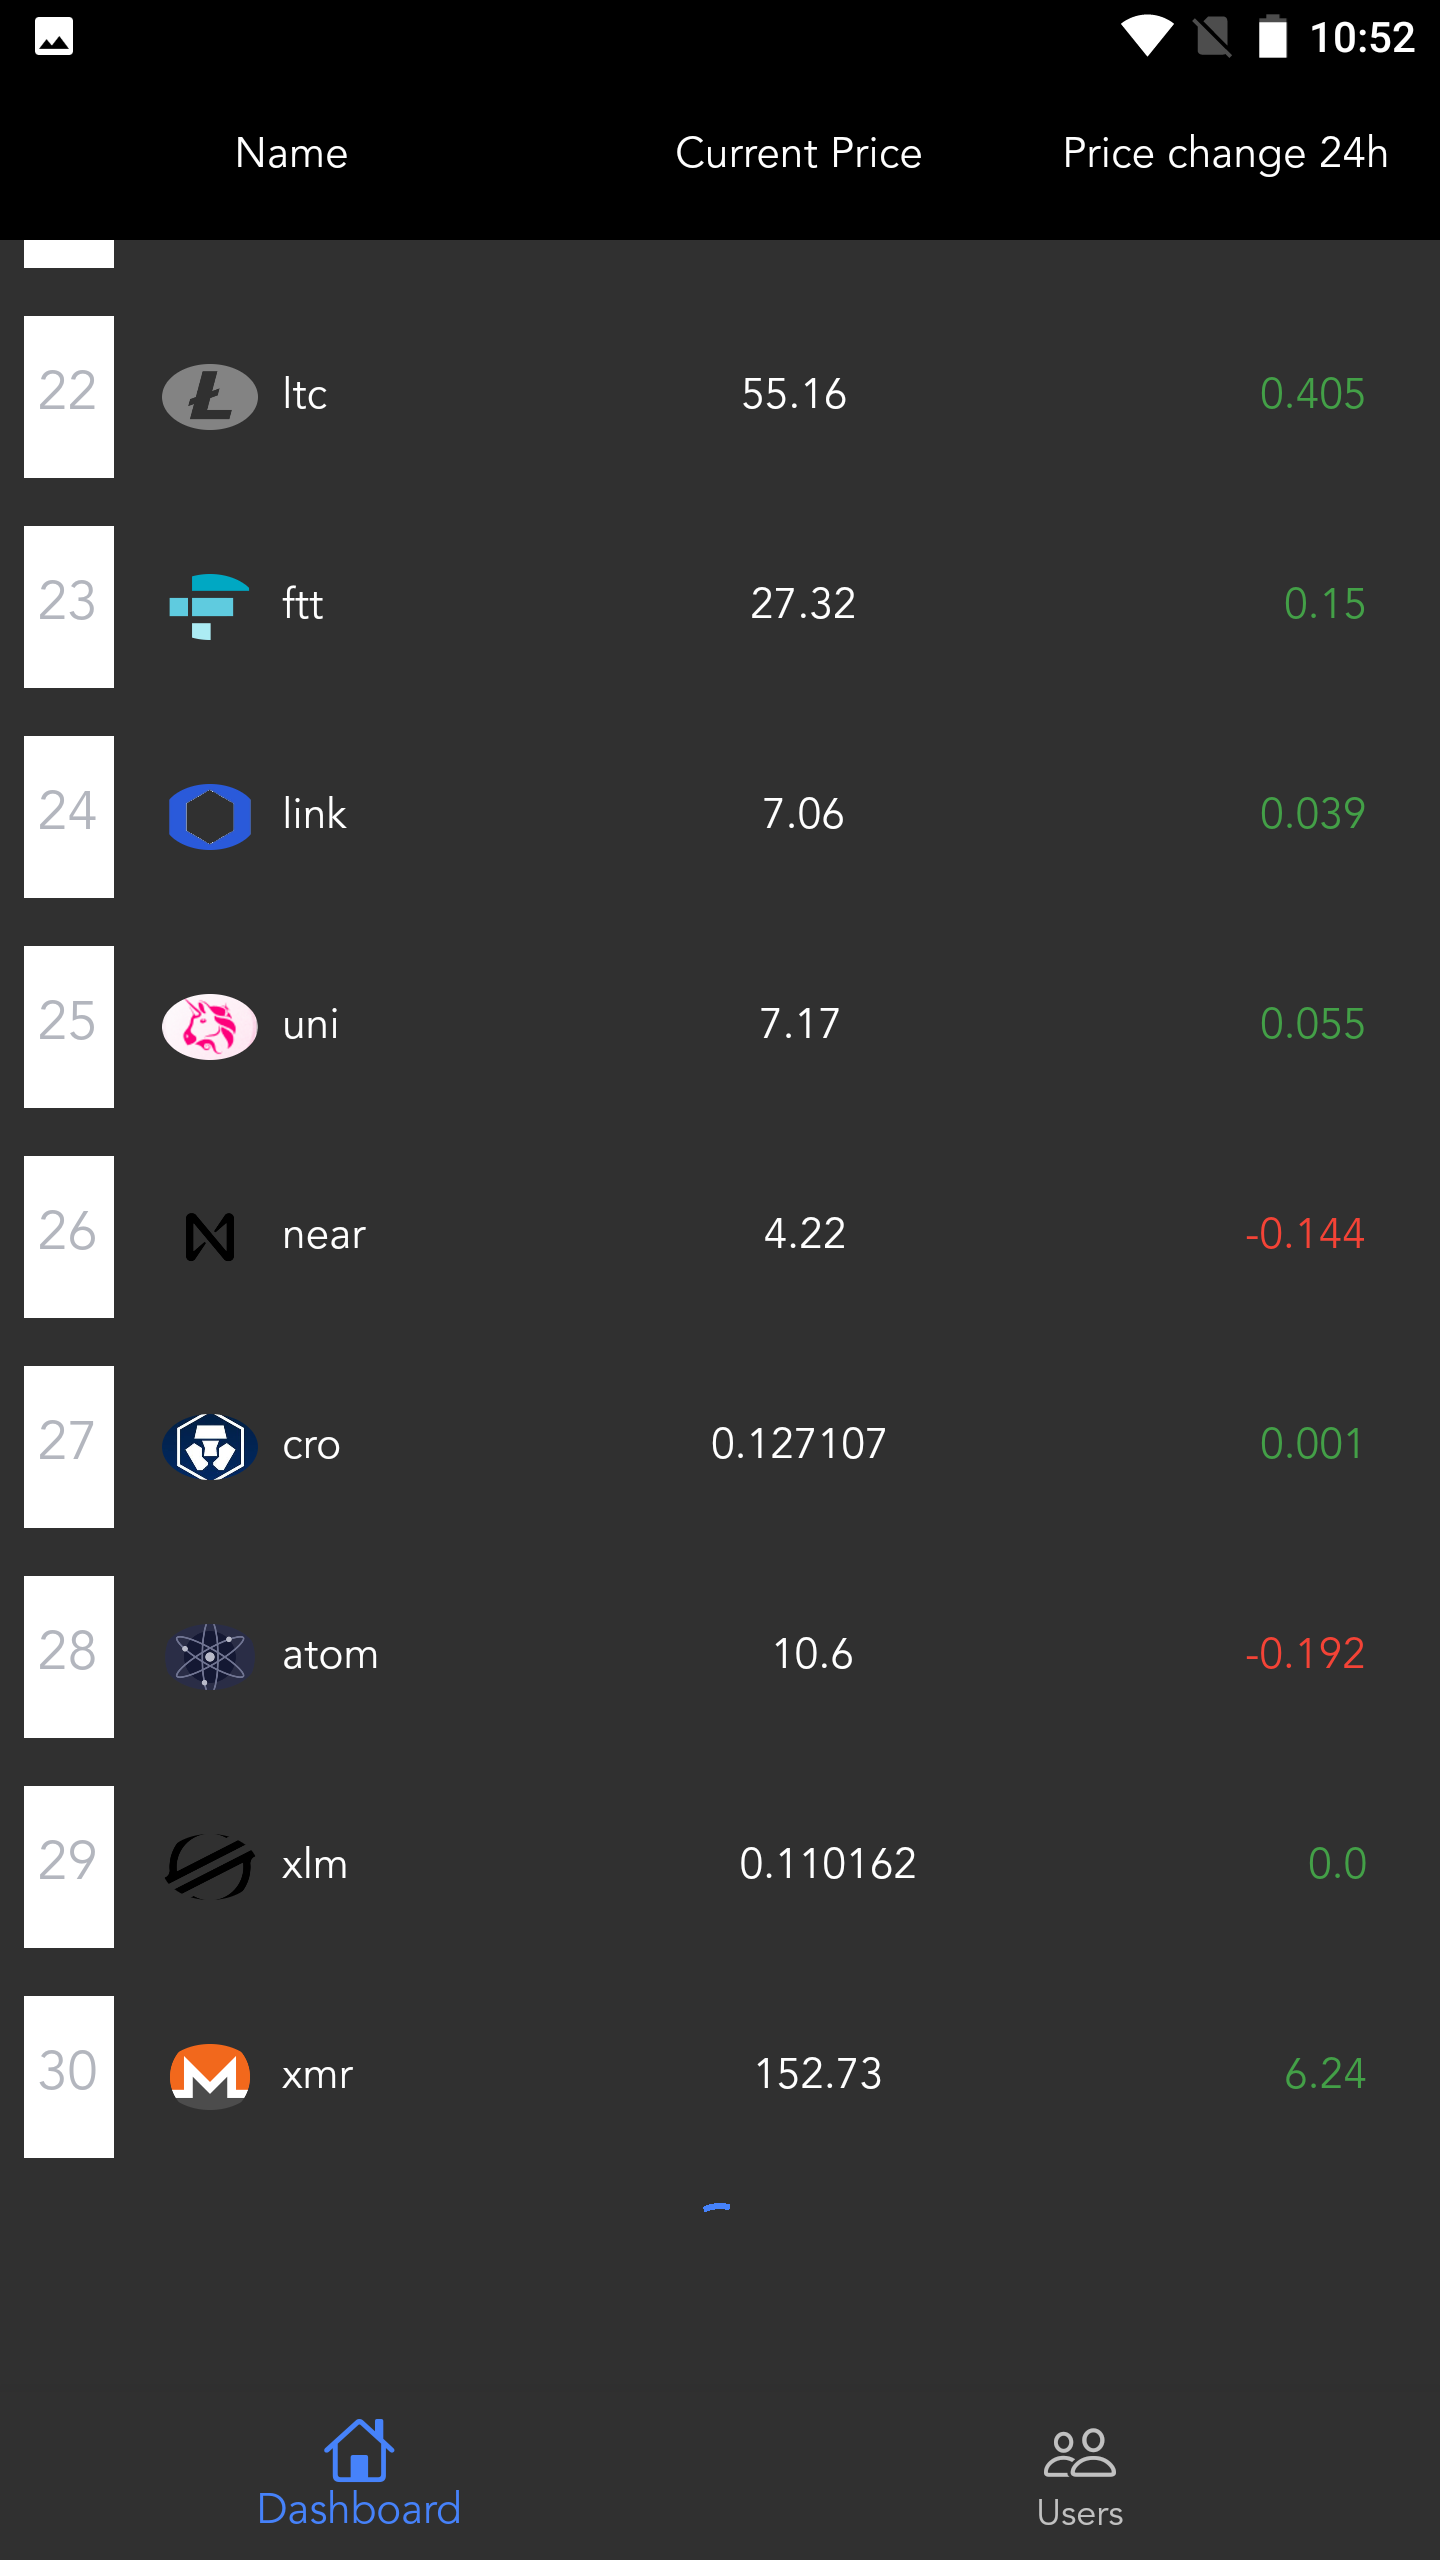 10:52
Name Current Price Price change 24h
22 ltc 55.16 0.405
23 ftt 27.32 0.15
24 link 7.06 0.039
25 uni 7.17 0.055
26 near 4.22 -0.144
27 cro 0.127107 0.001
28 atom 10.6 -0.192
29 xlm 0.110162 0.0
30 xmr 152.73 6.24
Dashboard Users